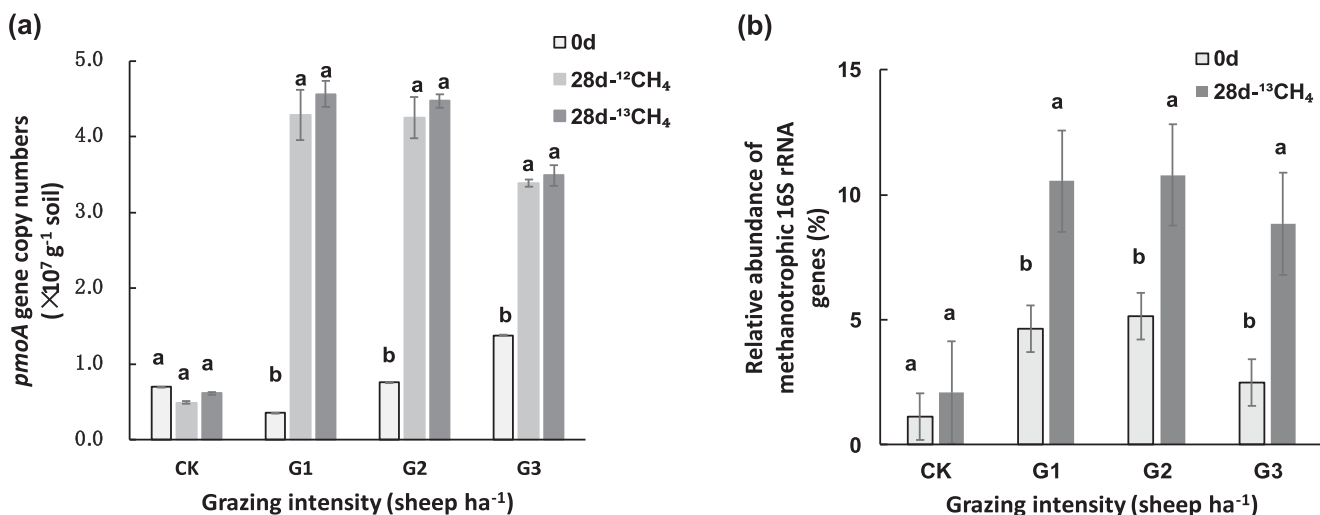 (a)
0d
28d-¹²CH₄
28d-¹³CH₄
pmoA gene copy numbers
(×10⁷ g⁻¹ soil)
5.0
4.0
3.0
2.0
1.0
0.0
a
a
a
b
a
a
b
a
a
b
a
a
CK
G1
G2
G3
Grazing intensity (sheep ha⁻¹)
(b)
0d
28d-¹³CH₄
Relative abundance of
methanotrophic 16S rRNA
genes (%)
15
10
5
0
a
a
b
a
b
a
b
a
CK
G1
G2
G3
Grazing intensity (sheep ha⁻¹)